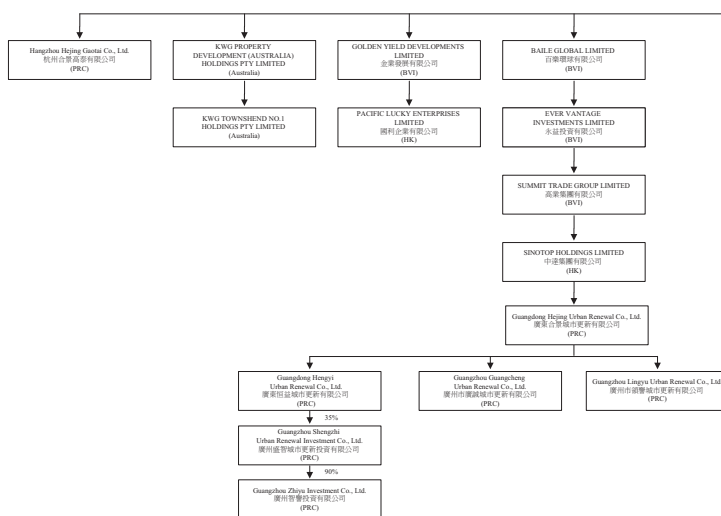 Hangzhou Hejing Gaotai Co., Ltd.
杭州合景高泰有限公司
(PRC)
KWG PROPERTY
DEVELOPMENT (AUSTRALIA)
HOLDINGS PTY LIMITED
(Australia)
GOLDEN YIELD DEVELOPMENTS
LIMITED
金業發展有限公司
(BVI)
BAILE GLOBAL LIMITED
百樂環球有限公司
(BVI)
KWG TOWNSHEND NO.1
HOLDINGS PTY LIMITED
(Australia)
PACIFIC LUCKY ENTERPRISES
LIMITED
國利企業有限公司
(HK)
EVER VANTAGE
INVESTMENTS LIMITED
永益投資有限公司
(BVI)
SUMMIT TRADE GROUP LIMITED
高業集團有限公司
(BVI)
SINOTOP HOLDINGS LIMITED
中達集團有限公司
(HK)
Guangdong Hejing Urban Renewal Co., Ltd.
廣東合景城市更新有限公司
(PRC)
Guangdong Hengyi
Urban Renewal Co., Ltd.
廣東恒益城市更新有限公司
(PRC)
Guangzhou Guangcheng
Urban Renewal Co., Ltd.
廣州市廣誠城市更新有限公司
(PRC)
Guangzhou Lingyu Urban Renewal Co., Ltd.
廣州市領譽城市更新有限公司
(PRC)
35%
Guangzhou Shengzhi
Urban Renewal Investment Co., Ltd.
廣州盛智城市更新投資有限公司
(PRC)
90%
Guangzhou Zhiyu Investment Co., Ltd.
廣州智譽投資有限公司
(PRC)